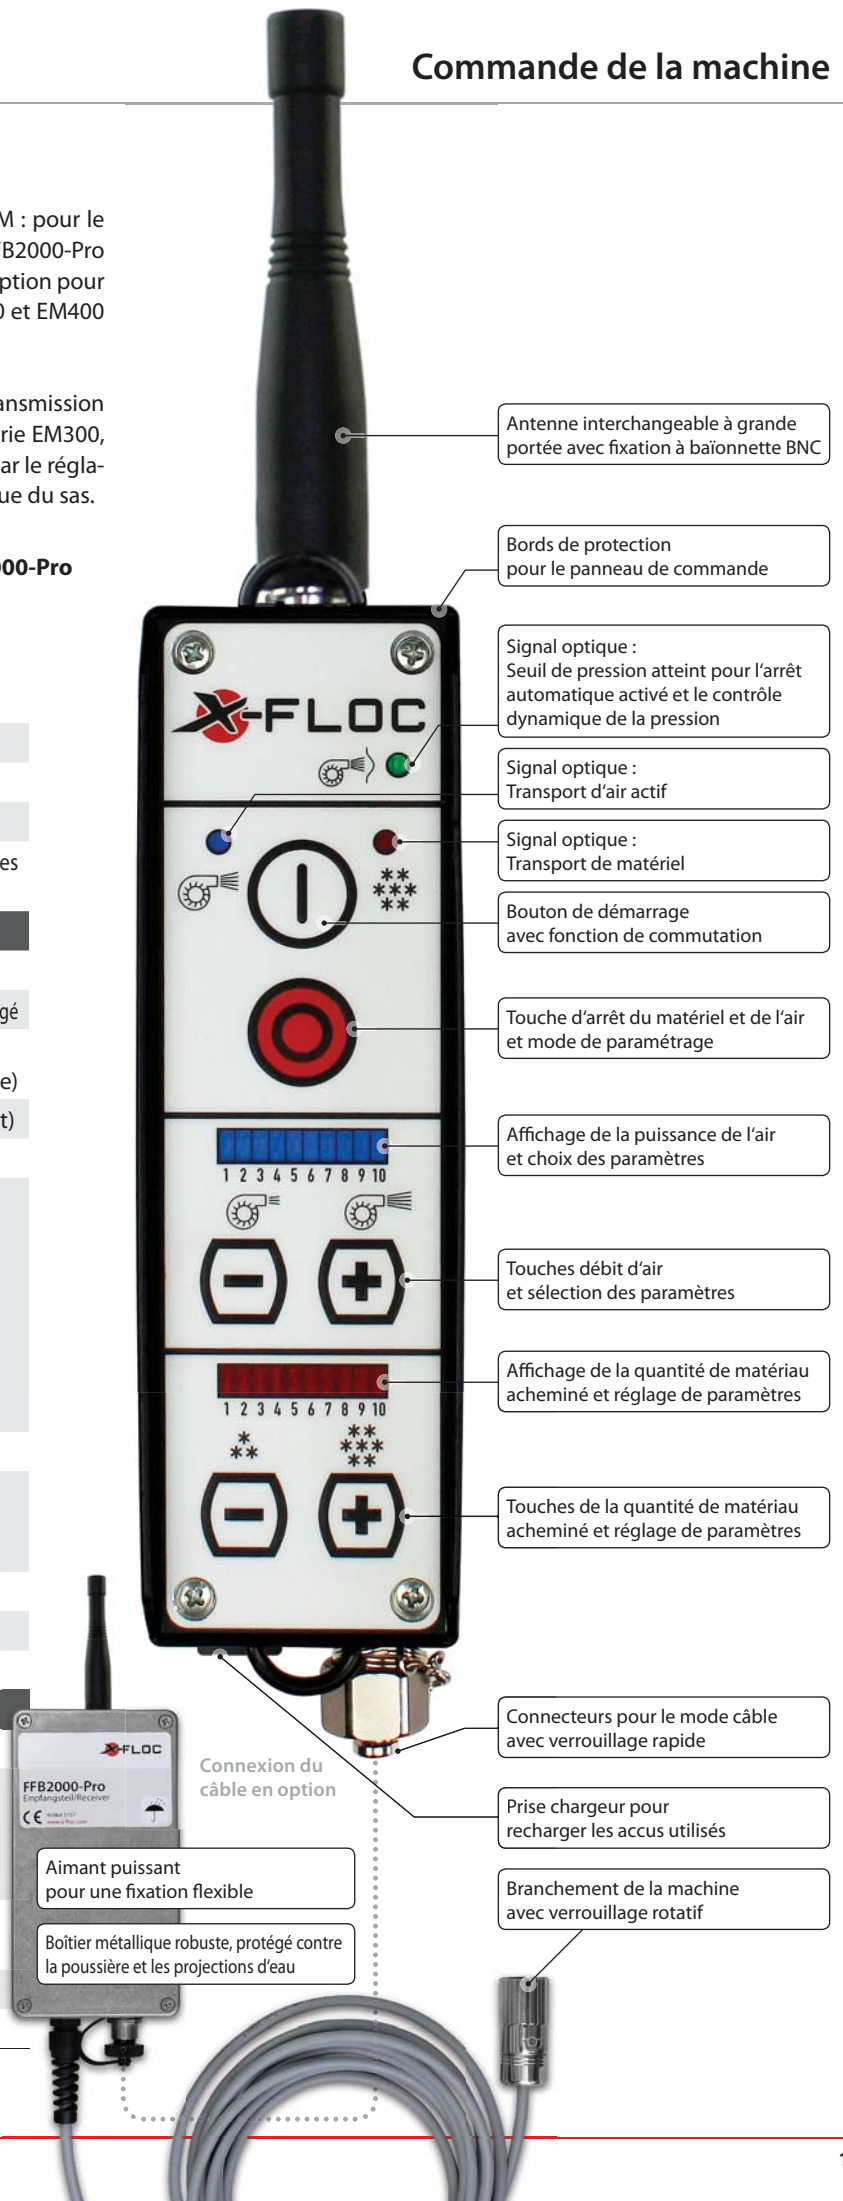 Commande de la machine
M : pour le
FB2000-Pro
ption pour
0 et EM400
ansmission
rie EM300,
ar le régla-
ue du sas.
000-Pro
es
gé
e)
t)
Antenne interchangeable à grande
portée avec fixation à baïonnette BNC
Bords de protection
pour le panneau de commande
Signal optique :
Seuil de pression atteint pour l‘arrêt
automatique activé et le contrôle
dynamique de la pression
X-FLOC
Signal optique :
Transport d‘air actif
Signal optique :
Transport de matériel
Bouton de démarrage
avec fonction de commutation
Touche d‘arrêt du matériel et de l‘air
et mode de paramétrage
Affichage de la puissance de l‘air
et choix des paramètres
1 2 3 4 5 6 7 8 9 10
Touches débit d‘air
et sélection des paramètres
Affichage de la quantité de matériau
acheminé et réglage de paramètres
1 2 3 4 5 6 7 8 9 10
Touches de la quantité de matériau
acheminé et réglage de paramètres
Connecteurs pour le mode câble
avec verrouillage rapide
Connexion du
câble en option
Prise chargeur pour
recharger les accus utilisés
X-FLOC
FFB2000-Pro
Empfangsteil/Receiver
CE
www.x-floc.com
Aimant puissant
pour une fixation flexible
Boîtier métallique robuste, protégé contre
la poussière et les projections d‘eau
Branchement de la machine
avec verrouillage rotatif
1